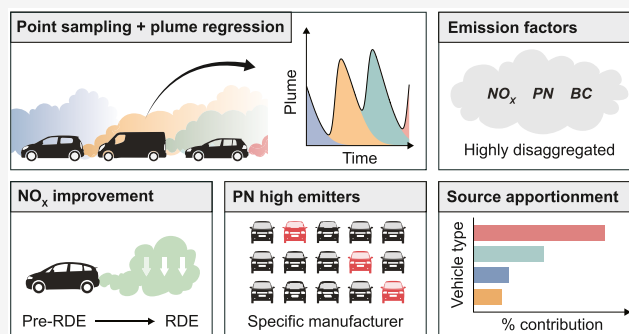 Point sampling + plume regression
Plume
Time
Emission factors
NOx PN BC
Highly disaggregated
NOx improvement
Pre-RDE RDE
PN high emitters
Specific manufacturer
Source apportionment
Vehicle type
% contribution